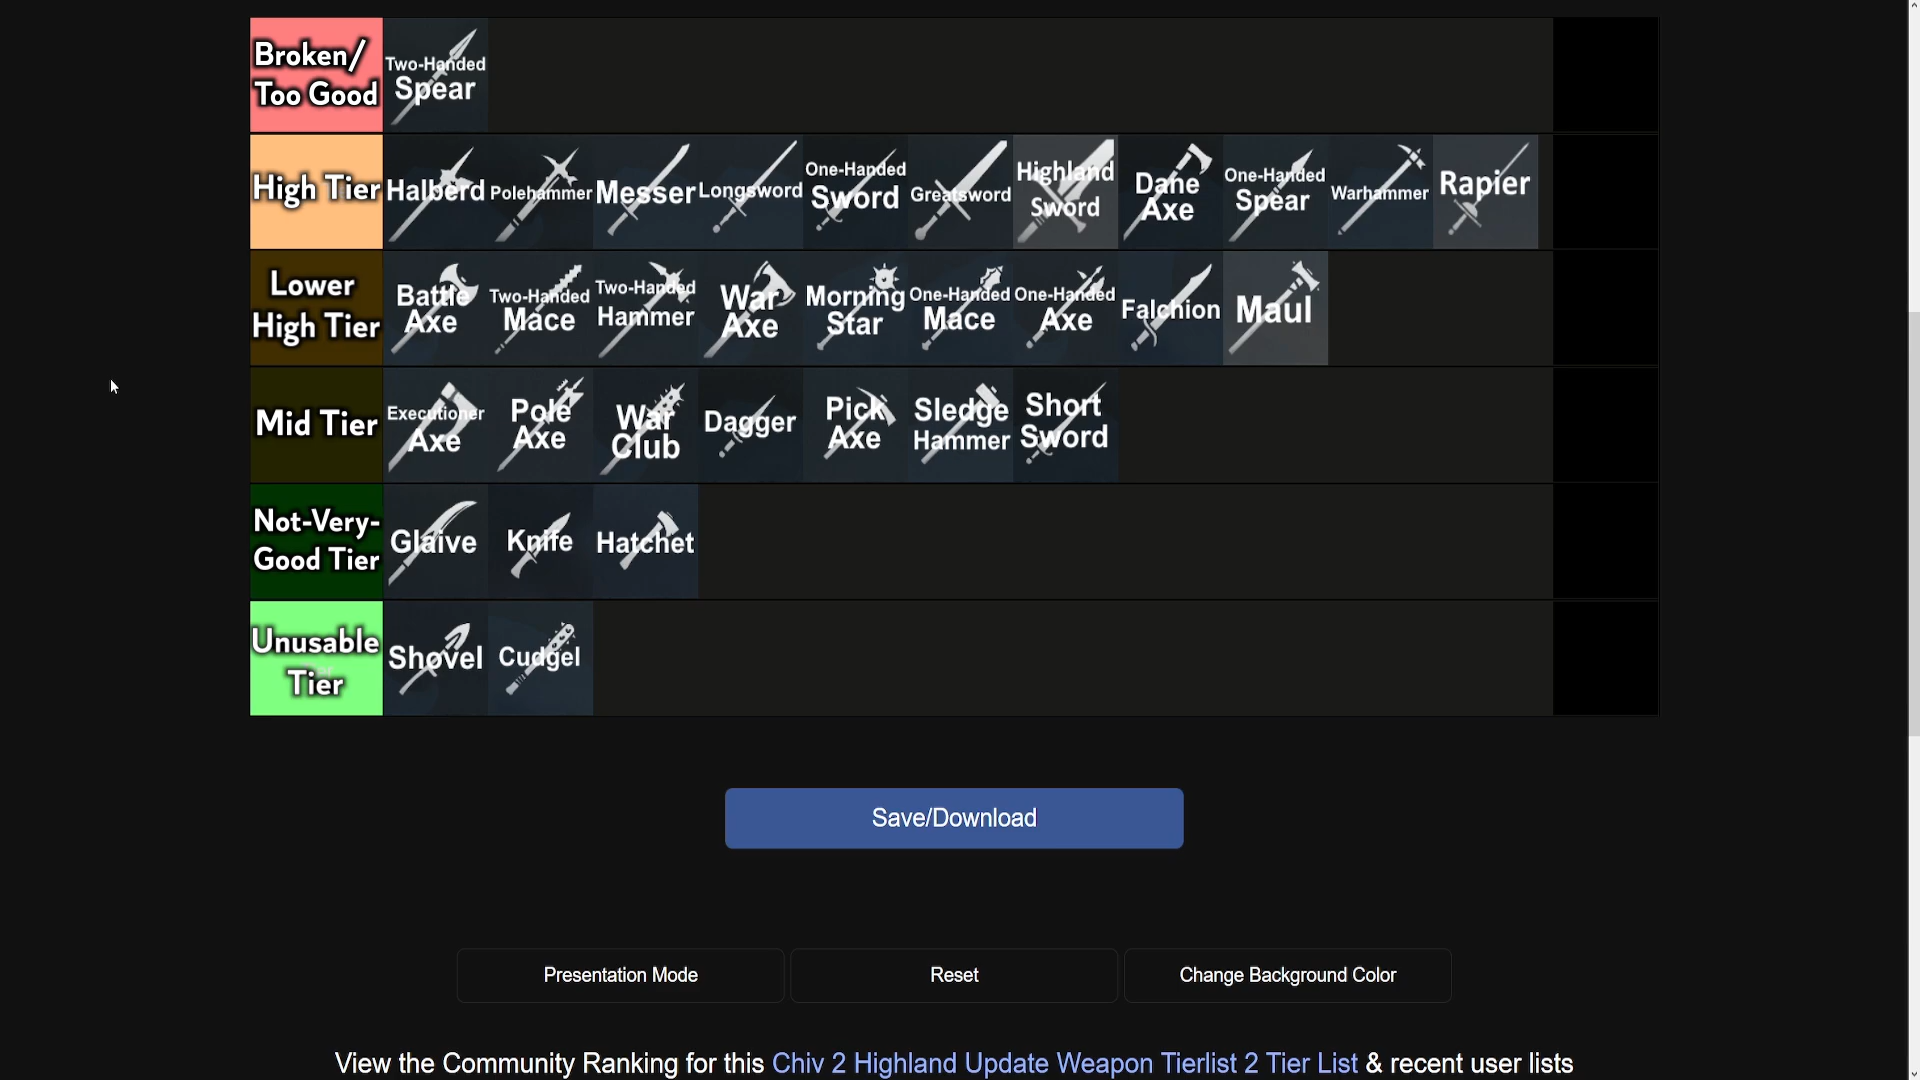 Broken/
Too Good
Two-Handed
Spear
High Tier
Halberd
Polehammer
Messer
Longsword
One-Handed
Sword
Greatsword
Highland
Sword
Dane
Axe
One-Handed
Spear
Warhammer
Rapier
Lower
High Tier
Battle
Axe
Two-Handed
Mace
Two-Handed
Hammer
War
Axe
Morning
Star
One-Handed
Mace
One-Handed
Axe
Falchion
Maul
Mid Tier
Executioner
Axe
Pole
Axe
War
Club
Dagger
Pick
Axe
Sledge
Hammer
Short
Sword
Not-Very-
Good Tier
Glaive
Knife
Hatchet
Unusable
Tier
Shovel
Cudgel
Save/Download
Presentation Mode
Reset
Change Background Color
View the Community Ranking for this Chiv 2 Highland Update Weapon Tierlist 2 Tier List & recent user lists